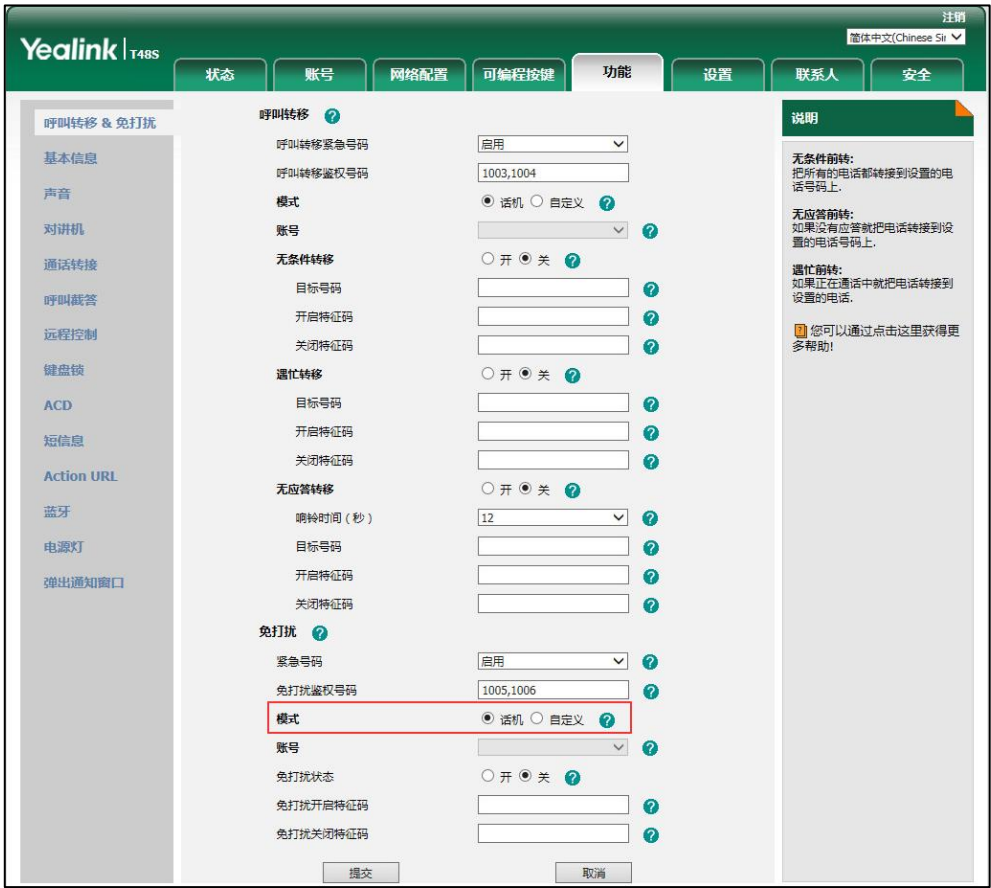 注销
Yealink T48S
简体中文(Chinese Sir
状态 账号 网络配置 可编程按键 功能 设置 联系人 安全
呼叫转移 & 免打扰
基本信息
声音
对讲机
通话转接
呼叫截答
远程控制
键盘锁
ACD
短信息
Action URL
蓝牙
电源灯
弹出通知窗口
呼叫转移 ?
呼叫转移紧急号码 启用
呼叫转移鉴权号码 1003,1004
模式 话机 自定义 ?
账号 ?
无条件转移 开 关 ?
目标号码 ?
开启特征码 ?
关闭特征码 ?
遇忙转移 开 关 ?
目标号码 ?
开启特征码 ?
关闭特征码 ?
无应答转移 开 关 ?
响铃时间（秒） 12 ?
目标号码 ?
开启特征码 ?
关闭特征码 ?
免打扰 ?
紧急号码 启用 ?
免打扰鉴权号码 1005,1006 ?
模式 话机 自定义 ?
账号 ?
免打扰状态 开 关 ?
免打扰开启特征码 ?
免打扰关闭特征码 ?
提交 取消
说明
无条件前转:
把所有的电话都转接到设置的电
话号码上.
无应答前转:
如果没有应答就把电话转接到设
置的电话号码上.
遇忙前转:
如果正在通话中就把电话转接到
设置的电话.
? 您可以通过点击这里获得更
多帮助!